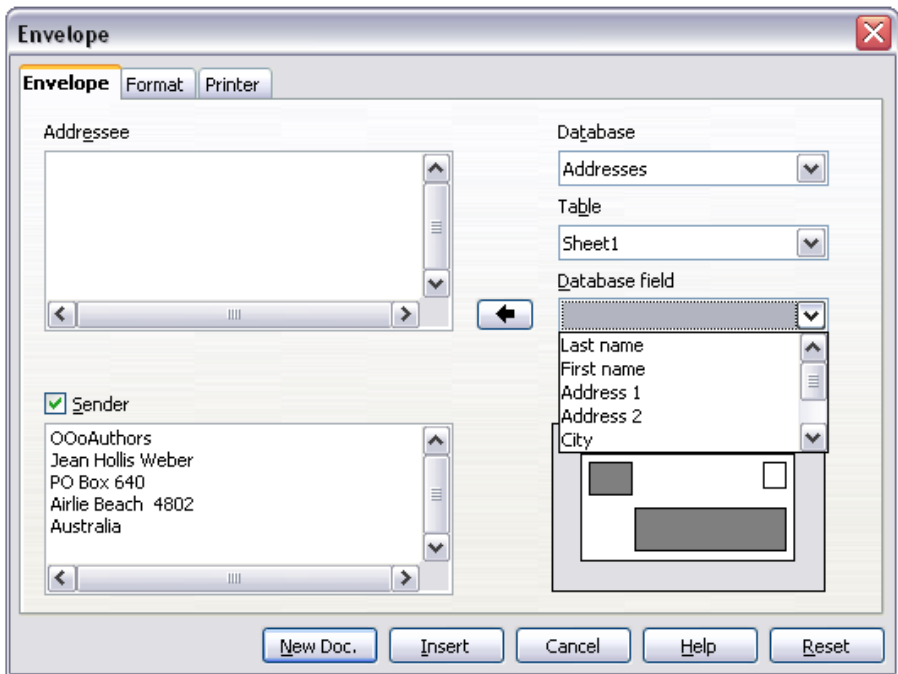 Envelope
Envelope Format Printer
Addressee
Database
Addresses
Table
Sheet1
Database field
Last name
First name
Address 1
Address 2
City
Sender
OOoAuthors
Jean Hollis Weber
PO Box 640
Airlie Beach  4802
Australia
New Doc. Insert Cancel Help Reset